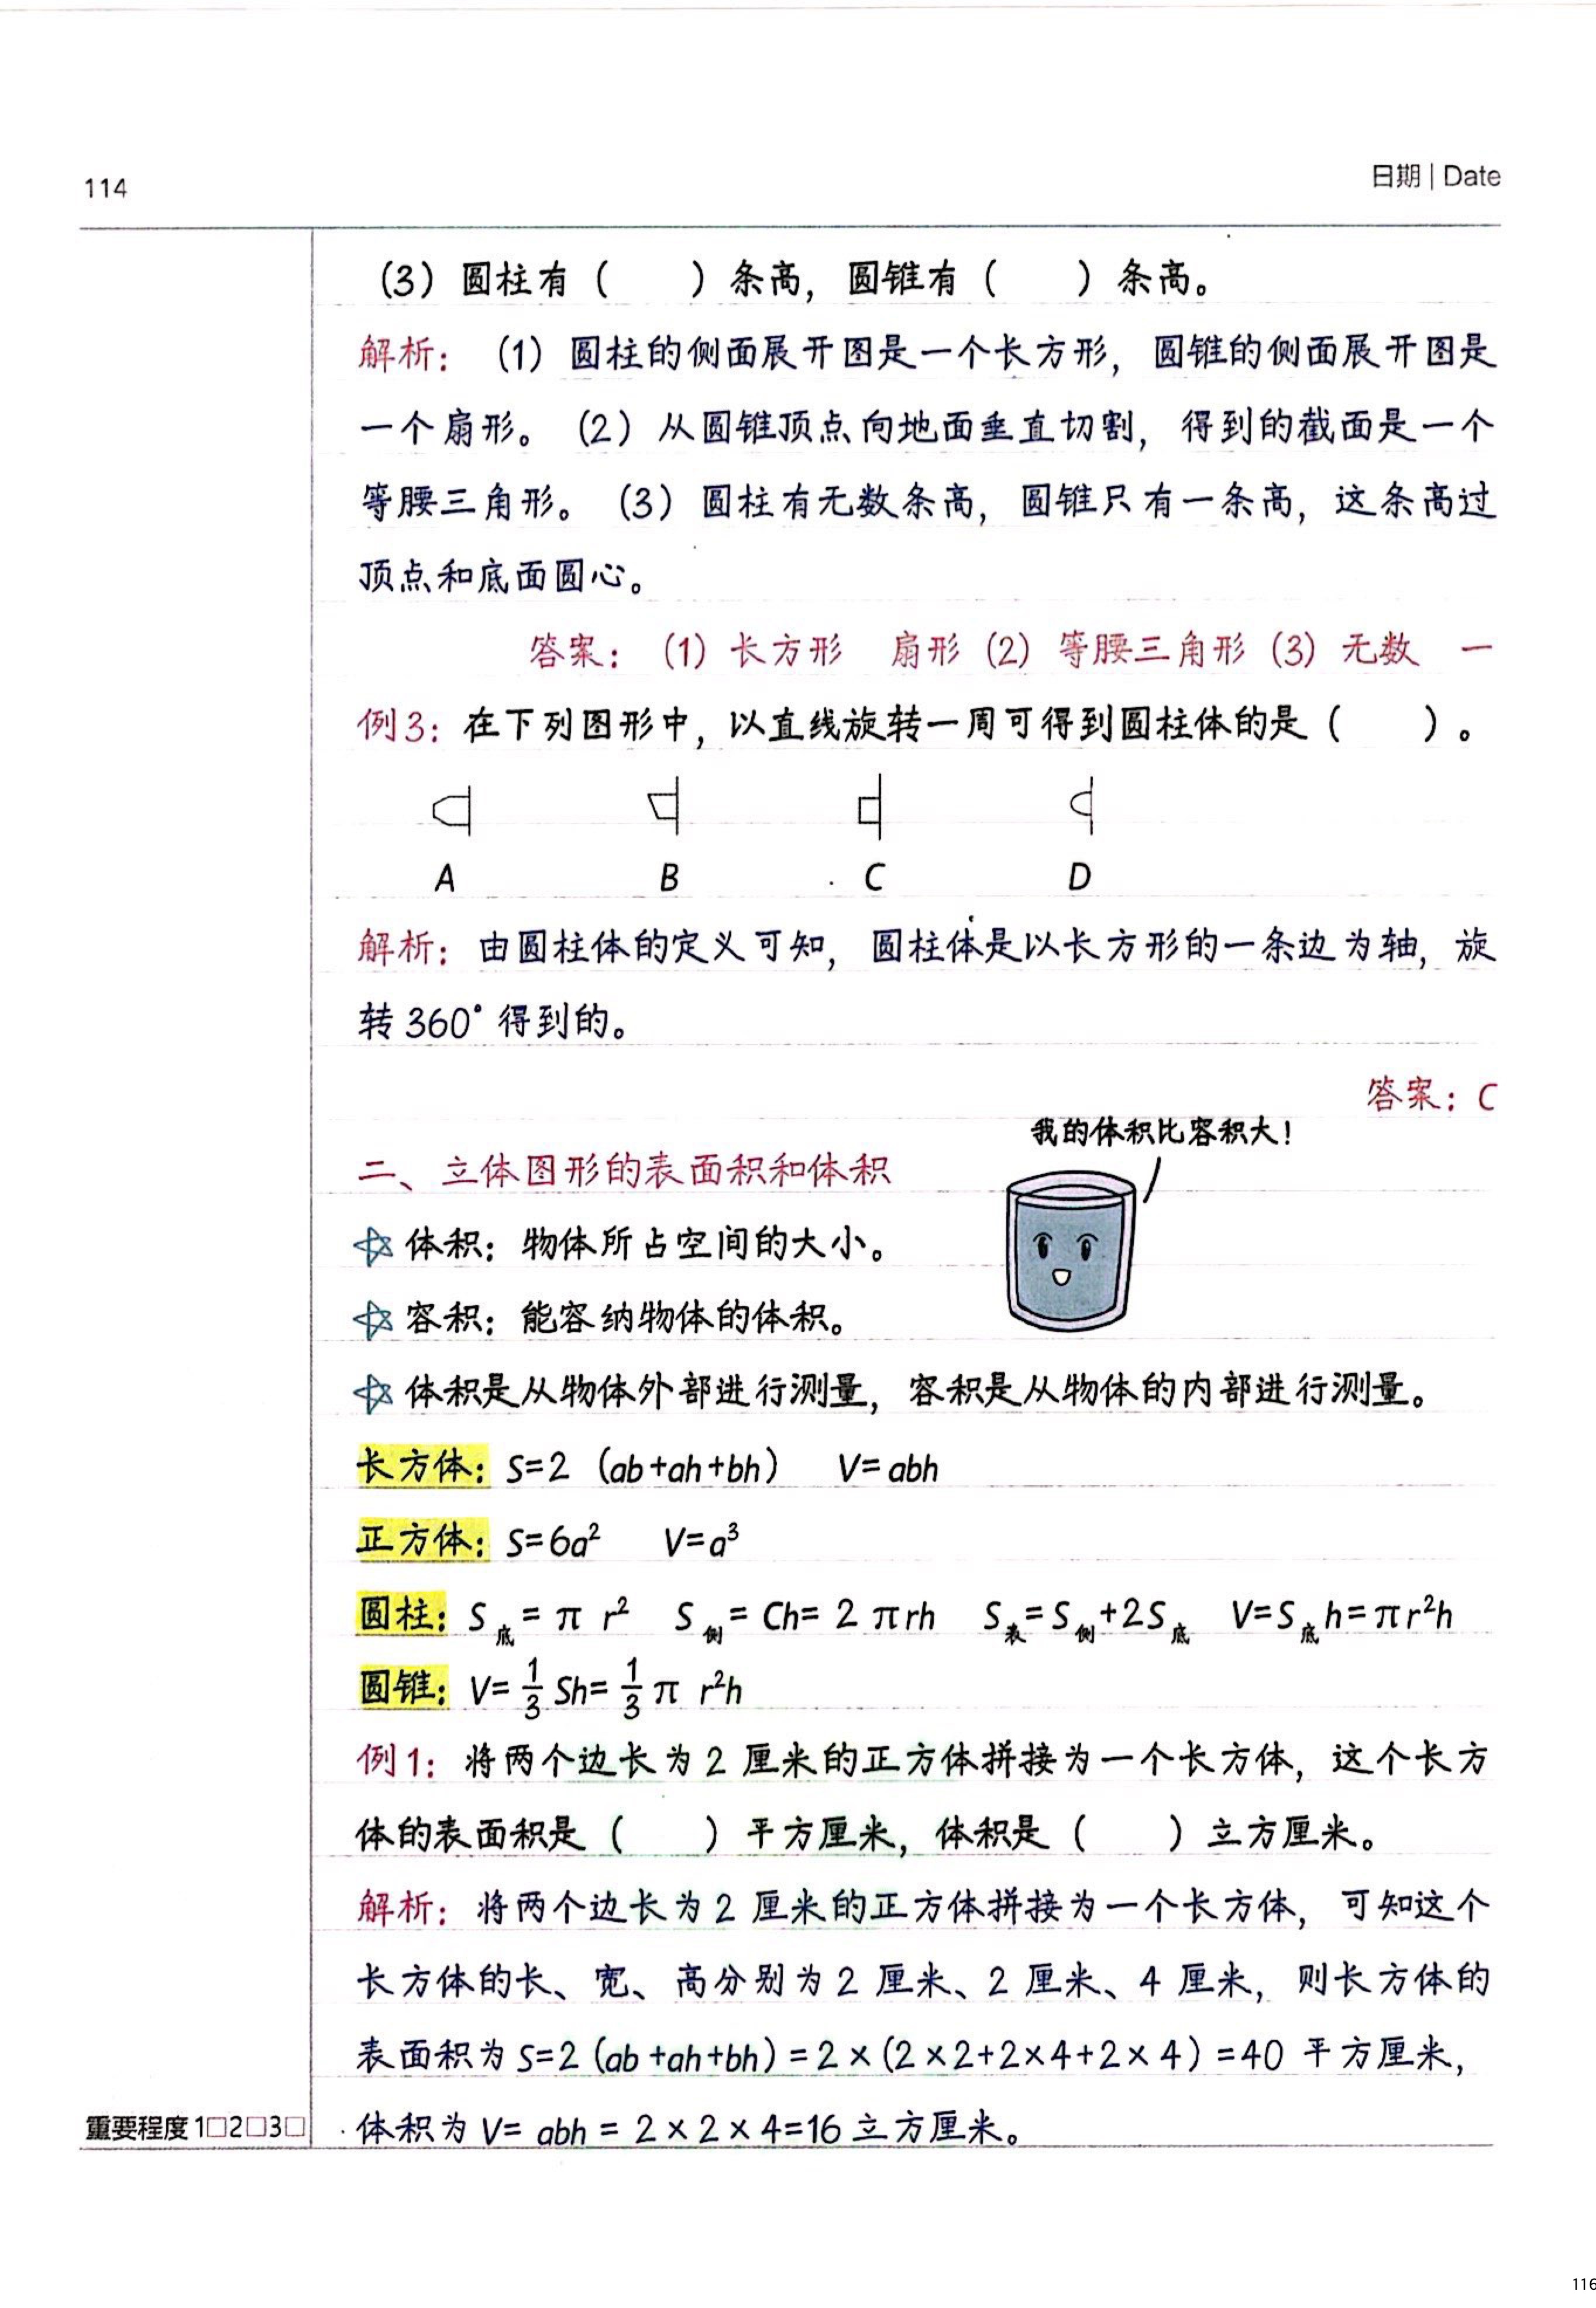 114
日期 | Date
(3) 圆柱有 (　　) 条高，圆锥有 (　　) 条高。
解析： (1) 圆柱的侧面展开图是一个长方形，圆锥的侧面展开图是
一个扇形。 (2) 从圆锥顶点向地面垂直切割，得到的截面是一个
等腰三角形。 (3) 圆柱有无数条高，圆锥只有一条高，这条高过
顶点和底面圆心。
答案： (1) 长方形　扇形 (2) 等腰三角形 (3) 无数　一
例3：在下列图形中，以直线旋转一周可得到圆柱体的是 (　　) 。
A B C D
解析：由圆柱体的定义可知，圆柱体是以长方形的一条边为轴，旋
转 360° 得到的。
答案：C
我的体积比容积大！
二、立体图形的表面积和体积
☆ 体积：物体所占空间的大小。
☆ 容积：能容纳物体的体积。
☆ 体积是从物体外部进行测量，容积是从物体的内部进行测量。
长方体：S=2 (ab+ah+bh)　V=abh
正方体：S=6a²　V=a³
圆柱：S底=πr²　S侧=Ch=2πrh　S表=S侧+2S底　V=S底h=πr²h
圆锥：V=1/3Sh=1/3πr²h
例1：将两个边长为 2 厘米的正方体拼接为一个长方体，这个长方
体的表面积是 (　　) 平方厘米，体积是 (　　) 立方厘米。
解析：将两个边长为 2 厘米的正方体拼接为一个长方体，可知这个
长方体的长、宽、高分别为 2 厘米、2 厘米、4 厘米，则长方体的
表面积为 S=2 (ab+ah+bh) =2×(2×2+2×4+2×4) =40 平方厘米，
体积为 V= abh = 2×2×4=16 立方厘米。
重要程度 1□2□3□
116